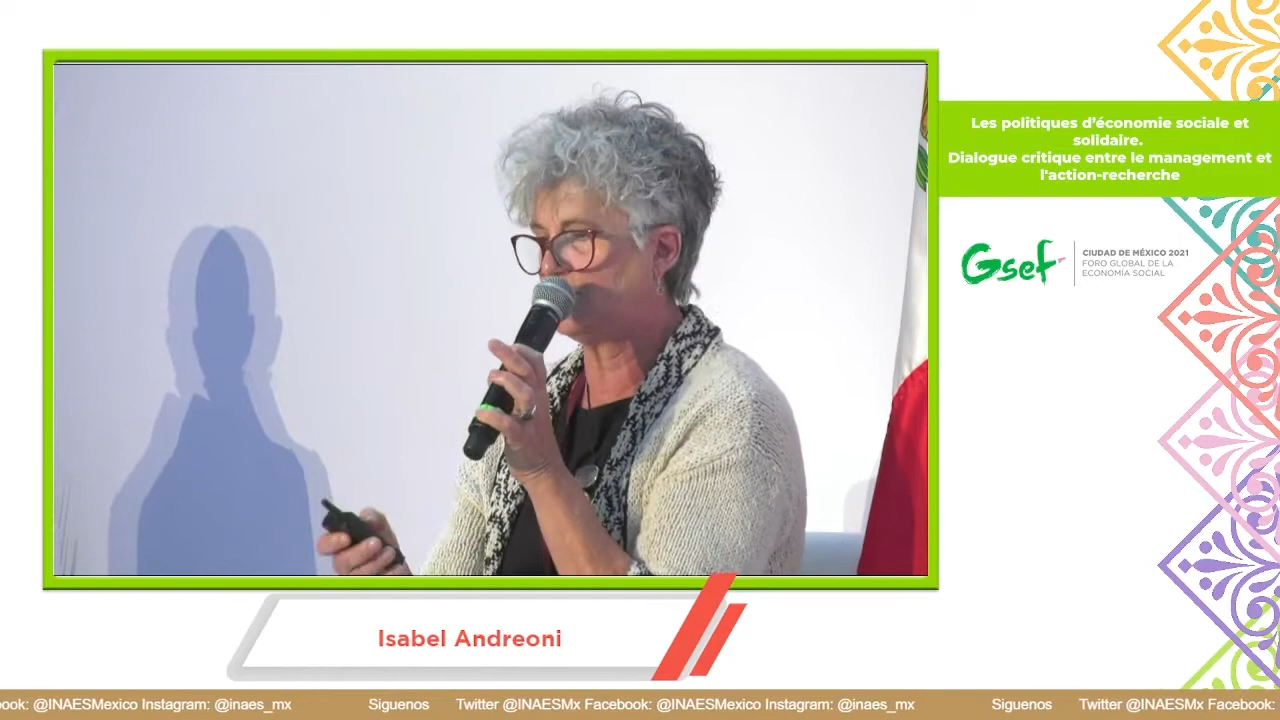 Les politiques d'économie sociale et
solidaire.
Dialogue critique entre le management et
l'action-recherche
Gsef
CIUDAD DE MÉXICO 2021
FORO GLOBAL DE LA
ECONOMÍA SOCIAL
Isabel Andreoni
book: @INAESMexico Instagram: @inaes_mx Siguenos Twitter @INAESMx Facebook: @INAESMexico Instagram: @inaes_mx Siguenos Twitter @INAESMx Facebook: